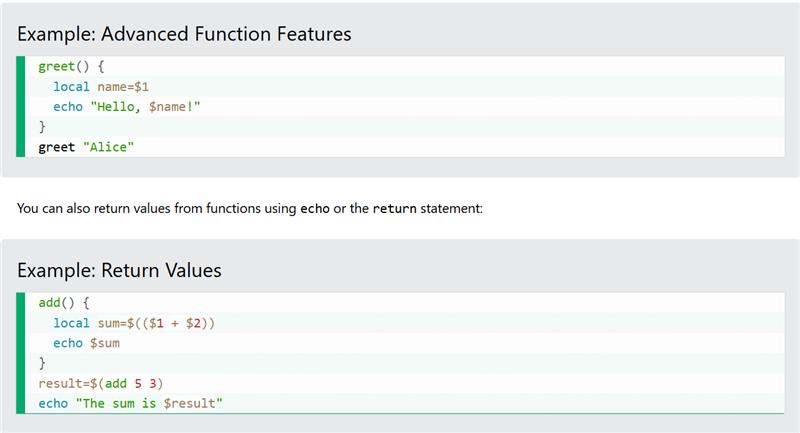 Example: Advanced Function Features
greet() {
  local name=$1
  echo "Hello, $name!"
}
greet "Alice"
You can also return values from functions using echo or the return statement:
Example: Return Values
add() {
  local sum=$(($1 + $2))
  echo $sum
}
result=$(add 5 3)
echo "The sum is $result"